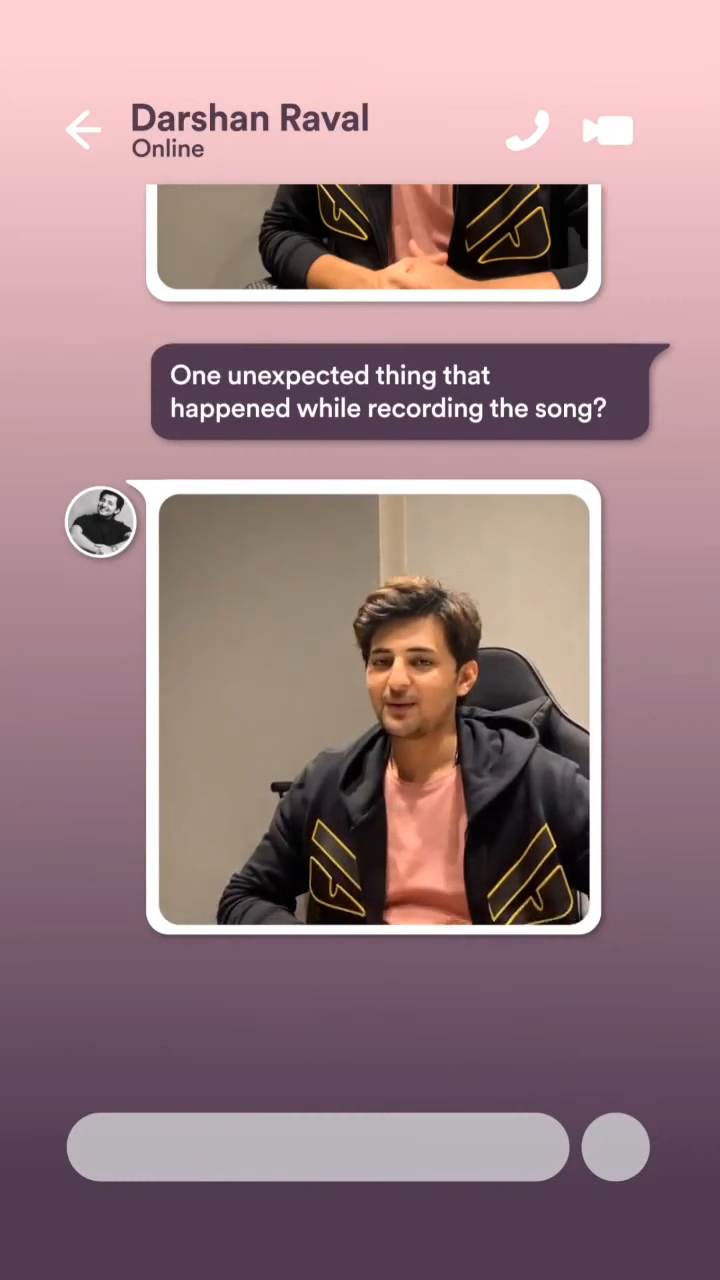 Darshan Raval
Online
One unexpected thing that
happened while recording the song?